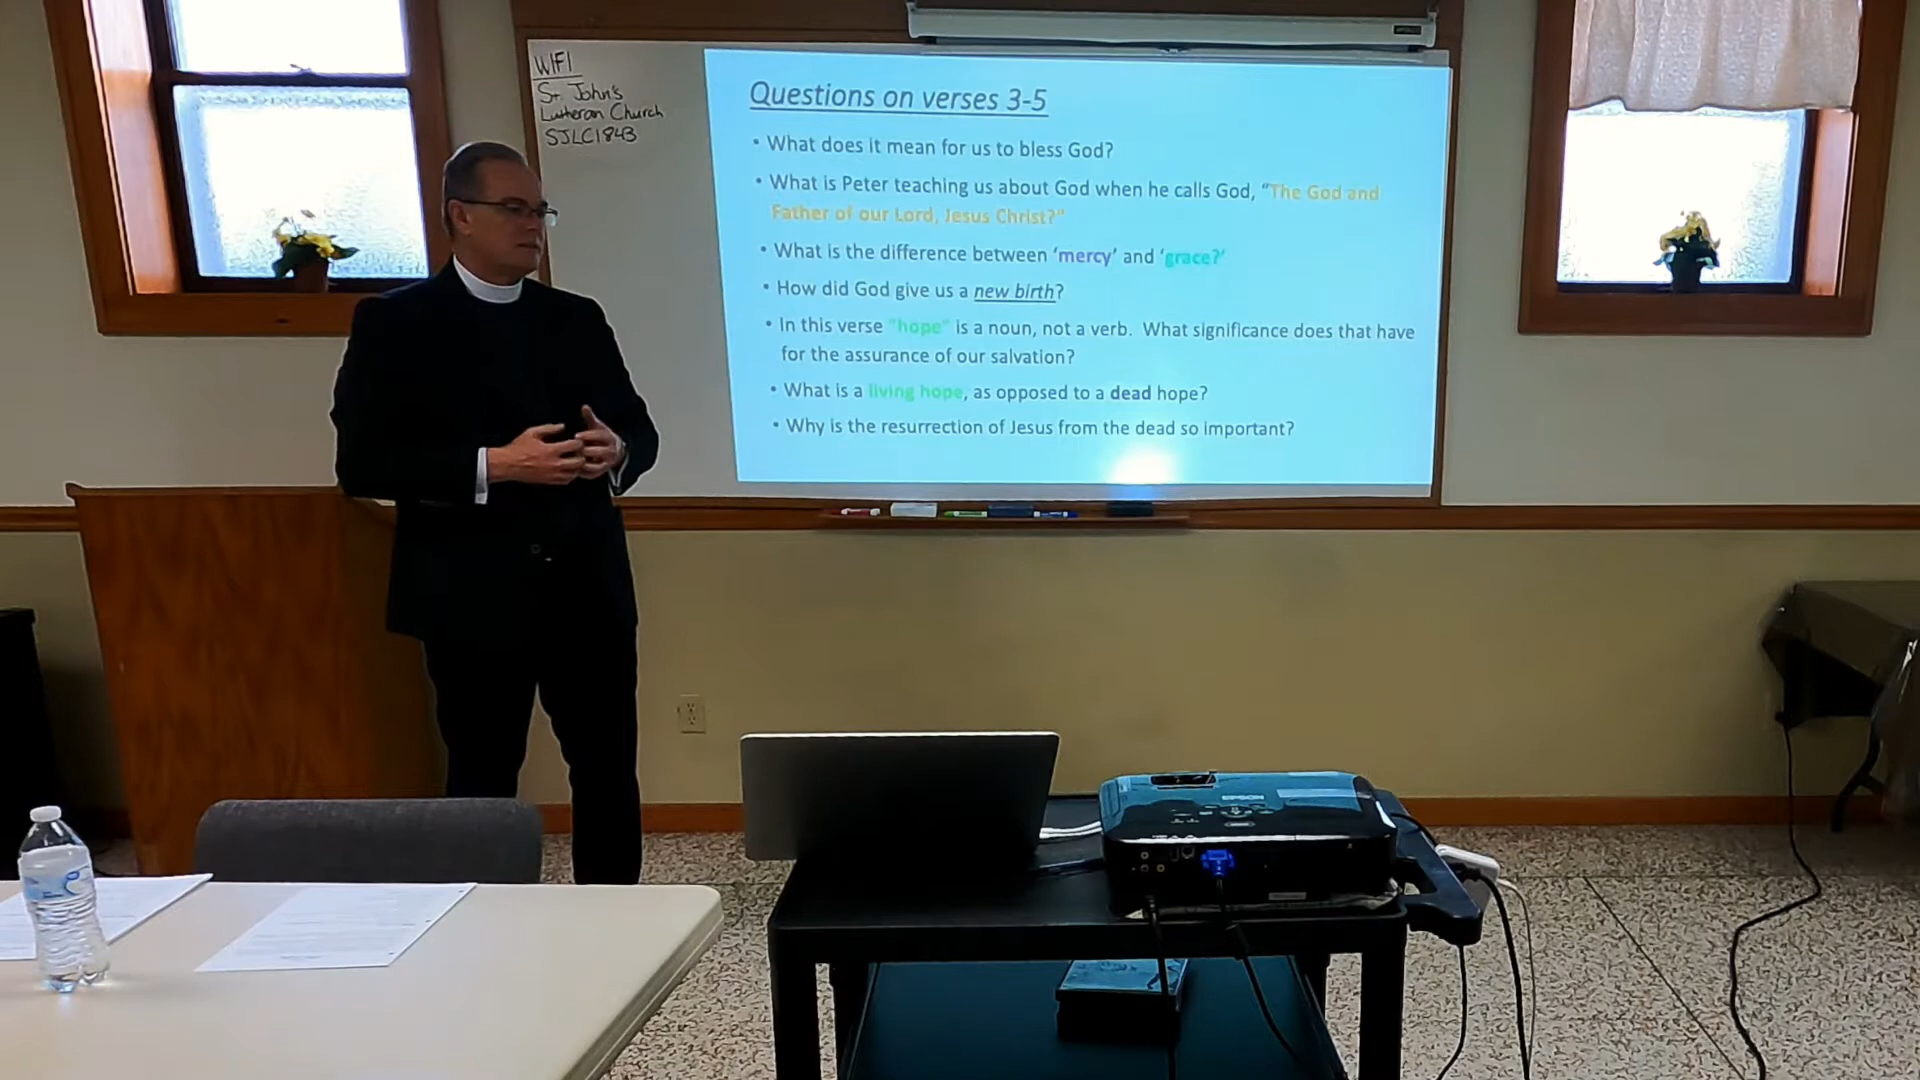 WIFI
St. John's
Lutheran Church
SJLC1843
Questions on verses 3-5
• What does it mean for us to bless God?
• What is Peter teaching us about God when he calls God, “The God and
Father of our Lord, Jesus Christ?”
• What is the difference between ‘mercy’ and ‘grace?’
• How did God give us a new birth?
• In this verse “hope” is a noun, not a verb. What significance does that have
for the assurance of our salvation?
• What is a living hope, as opposed to a dead hope?
• Why is the resurrection of Jesus from the dead so important?
EPSON